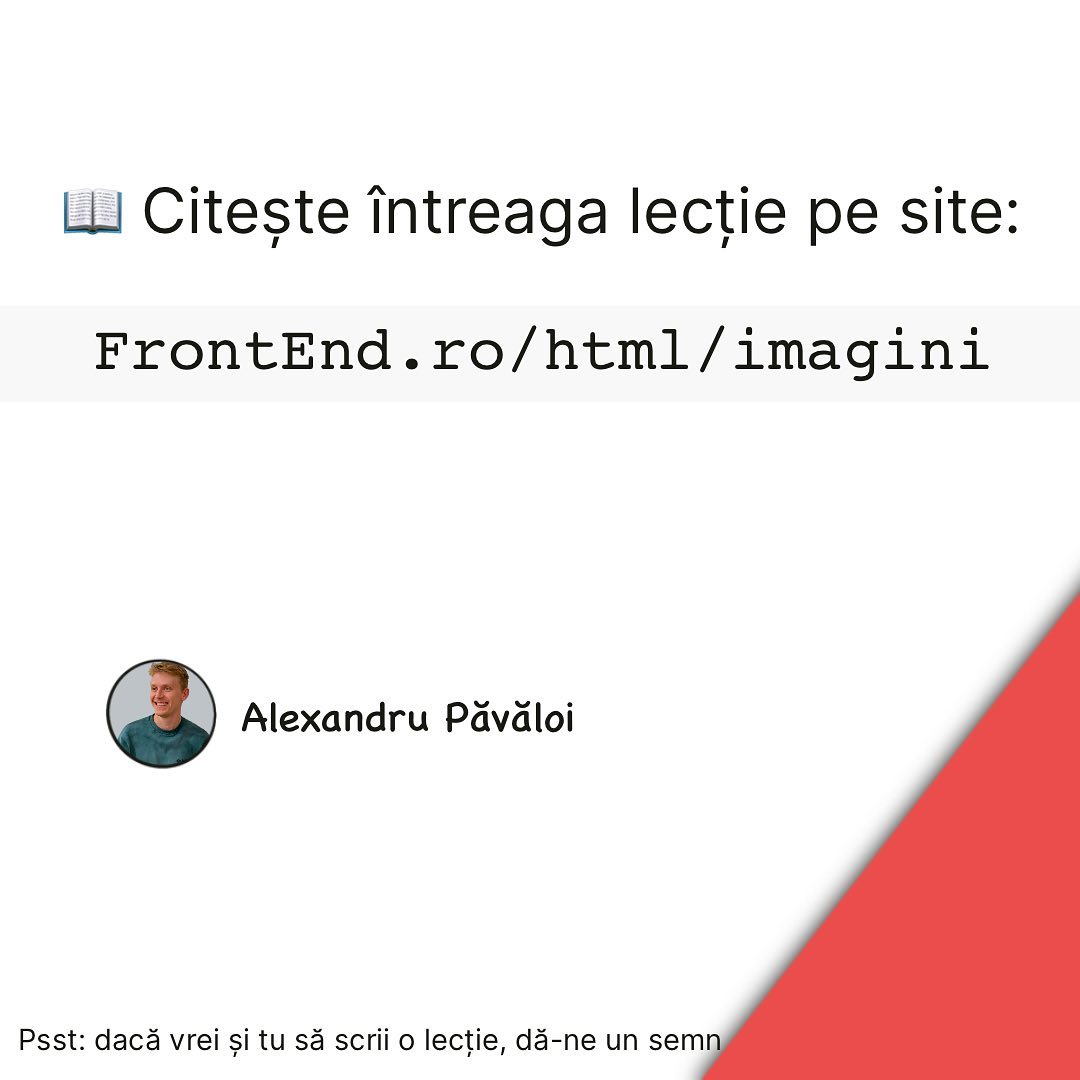 📖 Citește întreaga lecție pe site:
FrontEnd.ro/html/imagini
Alexandru Păvăloi
Psst: dacă vrei și tu să scrii o lecție, dă-ne un semn